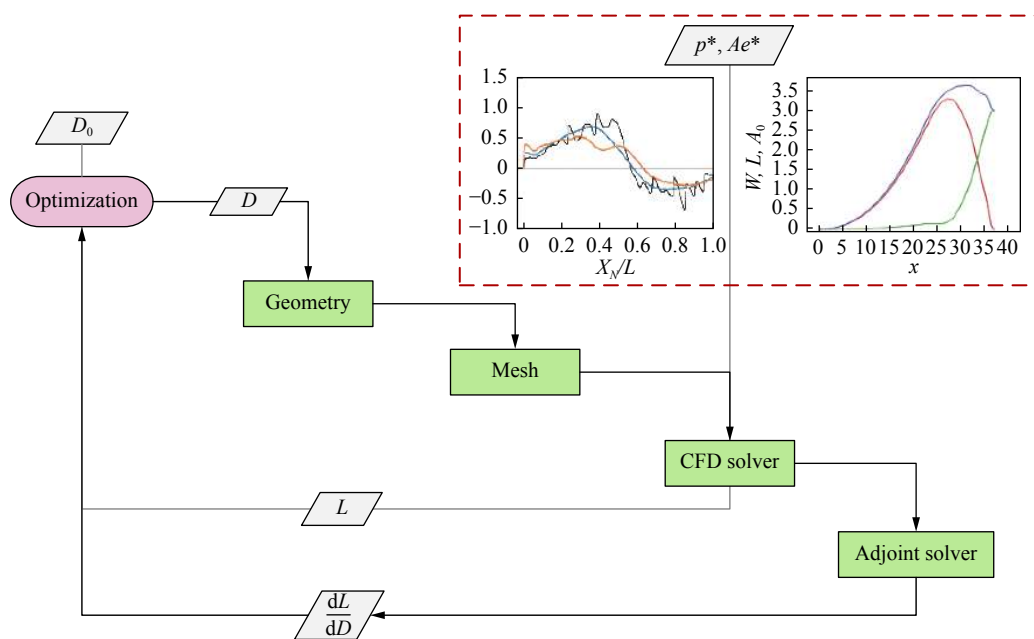 p*, Ae*
1.5
1.0
0.5
0
−0.5
−1.0
0 0.2 0.4 0.6 0.8 1.0
X_N/L
W, L, A_0
3.5
3.0
2.5
2.0
1.5
1.0
0.5
0
0 5 10 15 20 25 30 35 40
x
D_0
Optimization
D
Geometry
Mesh
CFD solver
L
Adjoint solver
dL
dD